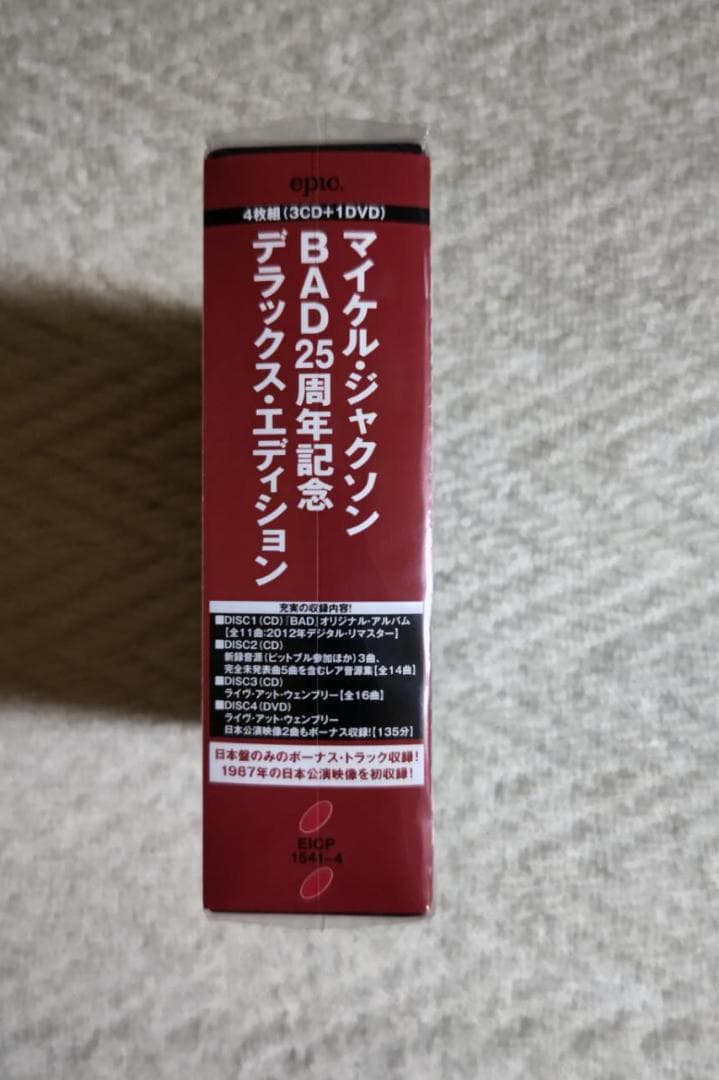 epic.
4枚組(3CD+1DVD)
マイケル・ジャクソン
BAD25周年記念
デラックス・エディション
充実の収録内容!
■DISC1(CD)『BAD』オリジナル・アルバム
【全11曲:2012年デジタル・リマスター】
■DISC2(CD)
新録音源(ピットブル参加ほか)3曲、
完全未発表曲5曲を含むレア音源集【全14曲】
■DISC3(CD)
ライヴ・アット・ウェンブリー【全16曲】
■DISC4(DVD)
ライヴ・アット・ウェンブリー
日本公演映像2曲もボーナス収録!【135分】
日本盤のみのボーナス・トラック収録!
1987年の日本公演映像を初収録!
EICP
1541~4